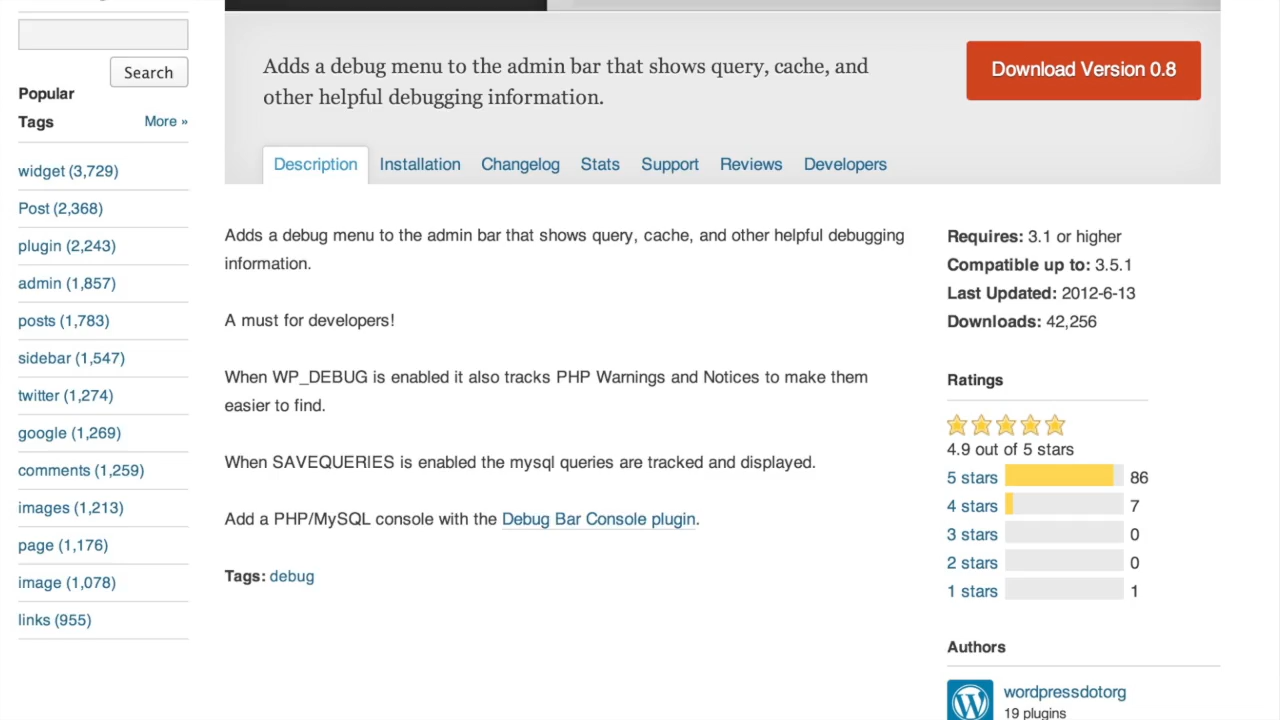 Search
Popular
Tags
More »
widget (3,729)
Post (2,368)
plugin (2,243)
admin (1,857)
posts (1,783)
sidebar (1,547)
twitter (1,274)
google (1,269)
comments (1,259)
images (1,213)
page (1,176)
image (1,078)
links (955)
Adds a debug menu to the admin bar that shows query, cache, and
other helpful debugging information.
Download Version 0.8
Description Installation Changelog Stats Support Reviews Developers
Adds a debug menu to the admin bar that shows query, cache, and other helpful debugging
information.
A must for developers!
When WP_DEBUG is enabled it also tracks PHP Warnings and Notices to make them
easier to find.
When SAVEQUERIES is enabled the mysql queries are tracked and displayed.
Add a PHP/MySQL console with the Debug Bar Console plugin.
Tags: debug
Requires: 3.1 or higher
Compatible up to: 3.5.1
Last Updated: 2012-6-13
Downloads: 42,256
Ratings
4.9 out of 5 stars
5 stars 86
4 stars 7
3 stars 0
2 stars 0
1 stars 1
Authors
wordpressdotorg
19 plugins